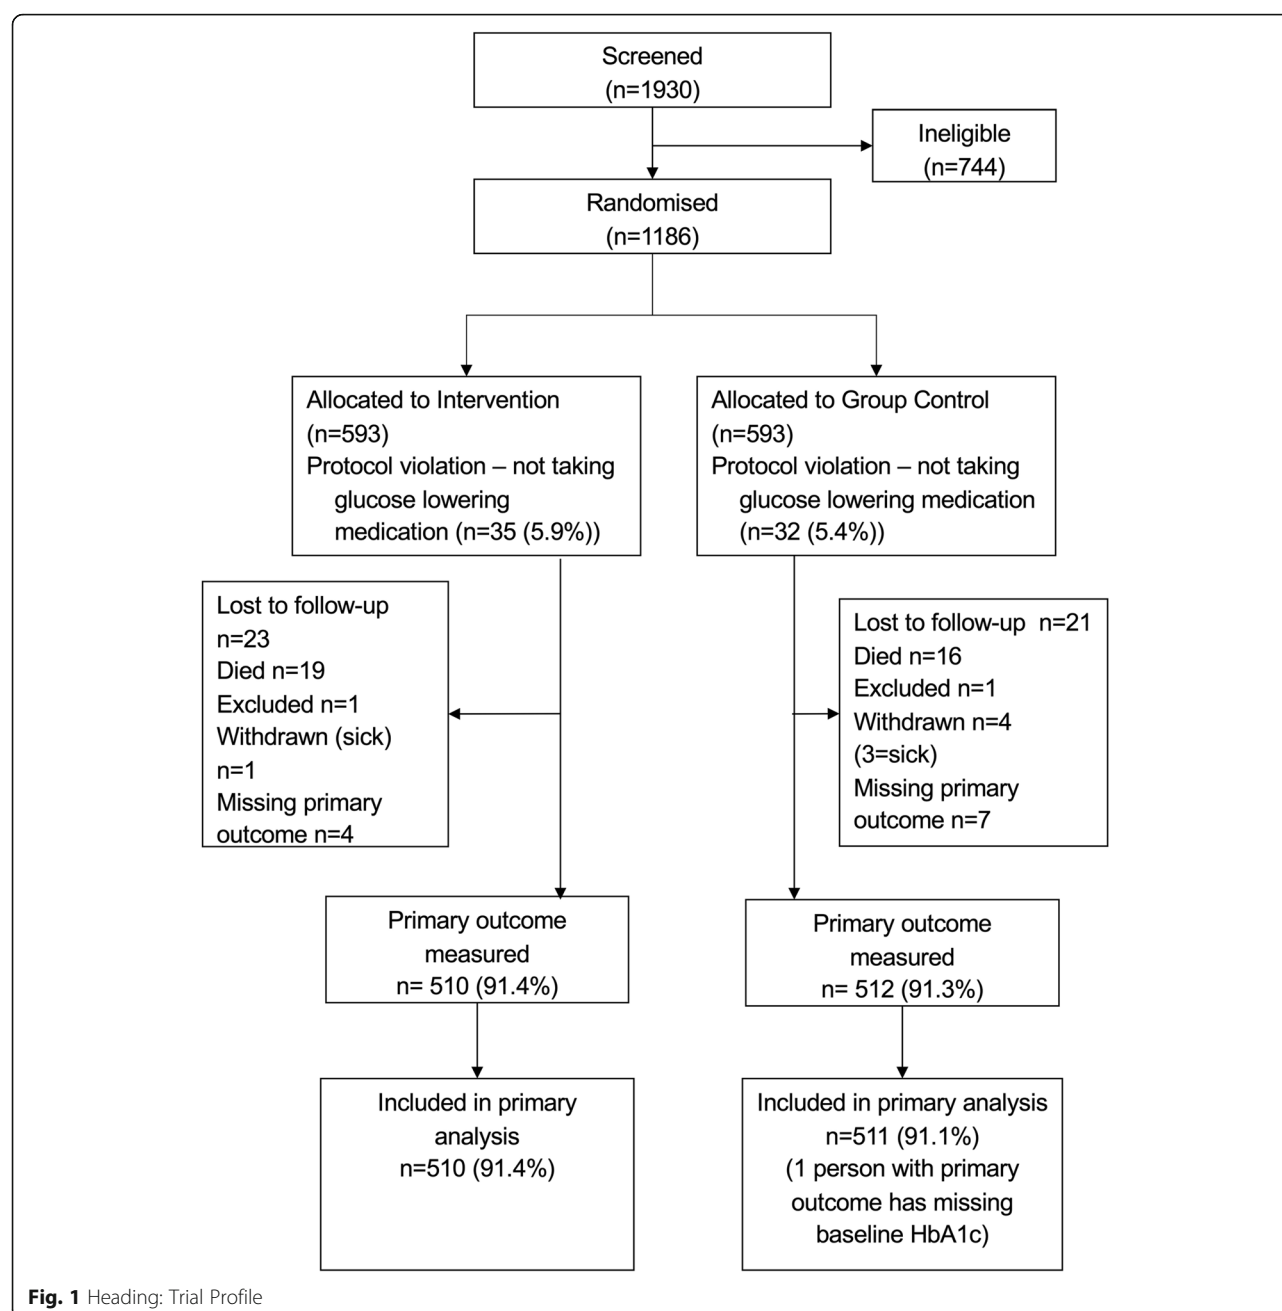 Screened
(n=1930)
Ineligible
(n=744)
Randomised
(n=1186)
Allocated to Intervention
(n=593)
Protocol violation – not taking
glucose lowering
medication (n=35 (5.9%))
Allocated to Group Control
(n=593)
Protocol violation – not taking
glucose lowering medication
(n=32 (5.4%))
Lost to follow-up
n=23
Died n=19
Excluded n=1
Withdrawn (sick)
n=1
Missing primary
outcome n=4
Lost to follow-up n=21
Died n=16
Excluded n=1
Withdrawn n=4
(3=sick)
Missing primary
outcome n=7
Primary outcome
measured
n= 510 (91.4%)
Primary outcome
measured
n= 512 (91.3%)
Included in primary
analysis
n=510 (91.4%)
Included in primary analysis
n=511 (91.1%)
(1 person with primary
outcome has missing
baseline HbA1c)
Fig. 1 Heading: Trial Profile